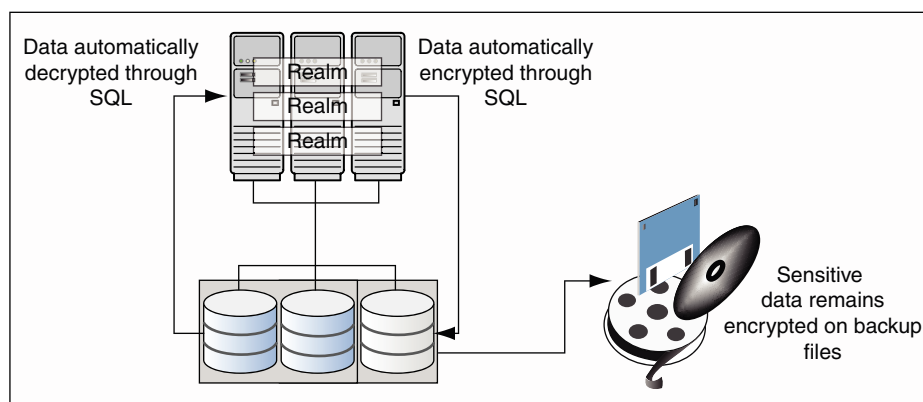 Data automatically
decrypted through
SQL
Realm
Realm
Realm
Data automatically
encrypted through
SQL
Sensitive
data remains
encrypted on backup
files